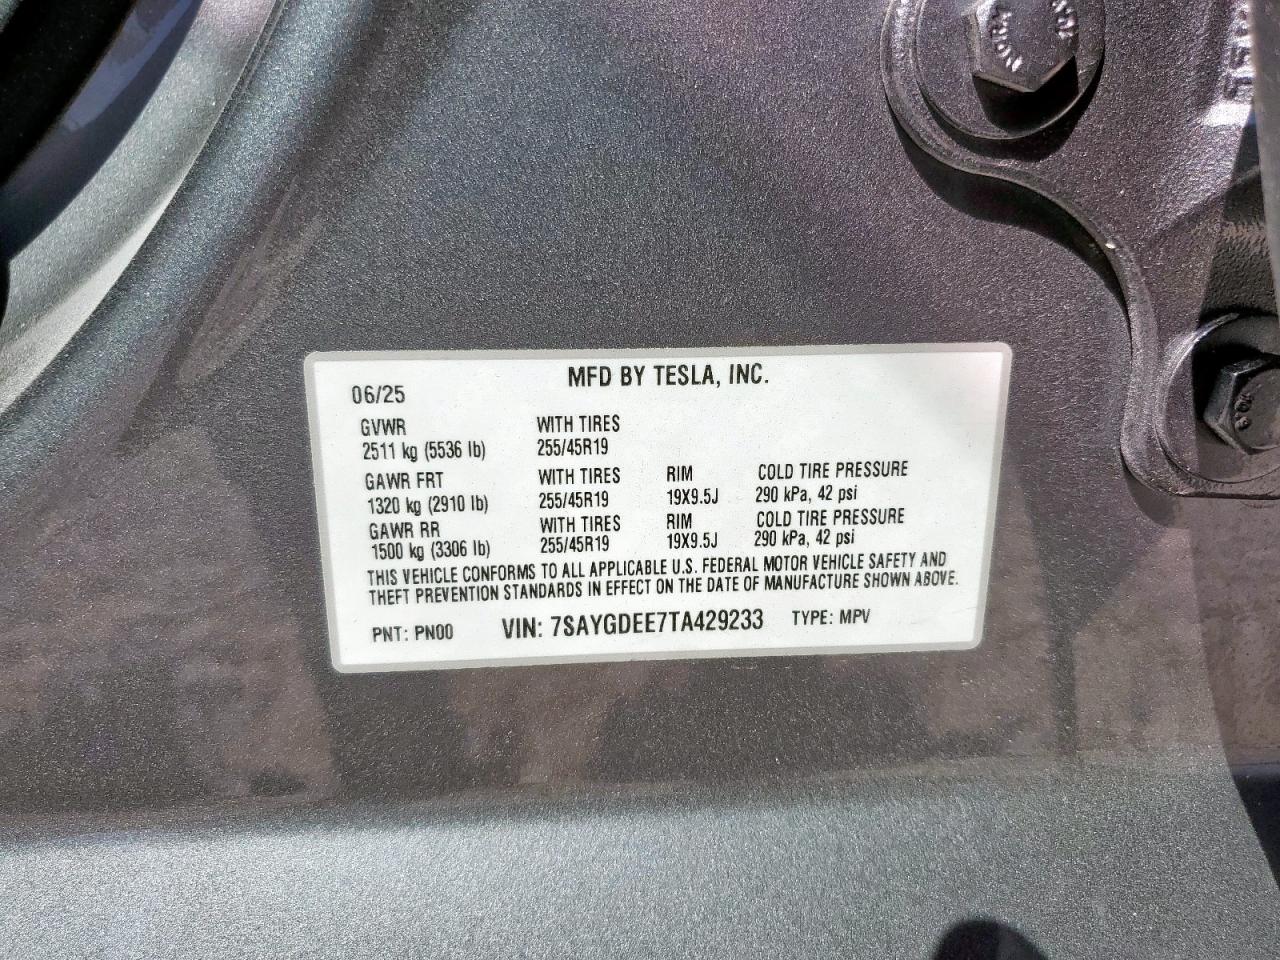 MFD BY TESLA, INC.
06/25
GVWR WITH TIRES
2511 kg (5536 lb) 255/45R19
GAWR FRT WITH TIRES RIM COLD TIRE PRESSURE
1320 kg (2910 lb) 255/45R19 19X9.5J 290 kPa, 42 psi
GAWR RR WITH TIRES RIM COLD TIRE PRESSURE
1500 kg (3306 lb) 255/45R19 19X9.5J 290 kPa, 42 psi
THIS VEHICLE CONFORMS TO ALL APPLICABLE U.S. FEDERAL MOTOR VEHICLE SAFETY AND
THEFT PREVENTION STANDARDS IN EFFECT ON THE DATE OF MANUFACTURE SHOWN ABOVE.
PNT: PN00 VIN: 7SAYGDEE7TA429233 TYPE: MPV